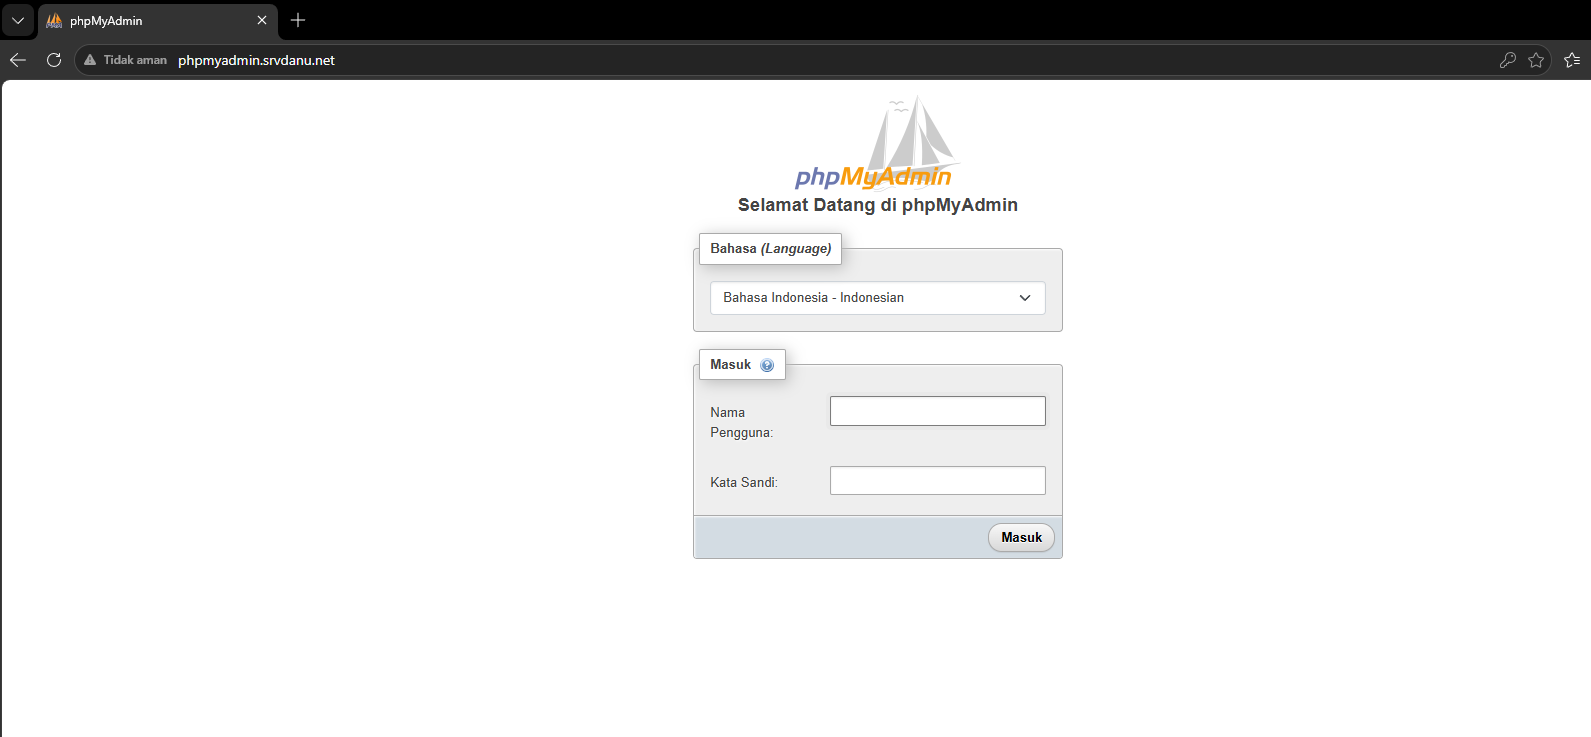 phpMyAdmin
Tidak aman phpmyadmin.srvdanu.net
phpMyAdmin
Selamat Datang di phpMyAdmin
Bahasa (Language)
Bahasa Indonesia - Indonesian
Masuk
Nama
Pengguna:
Kata Sandi:
Masuk